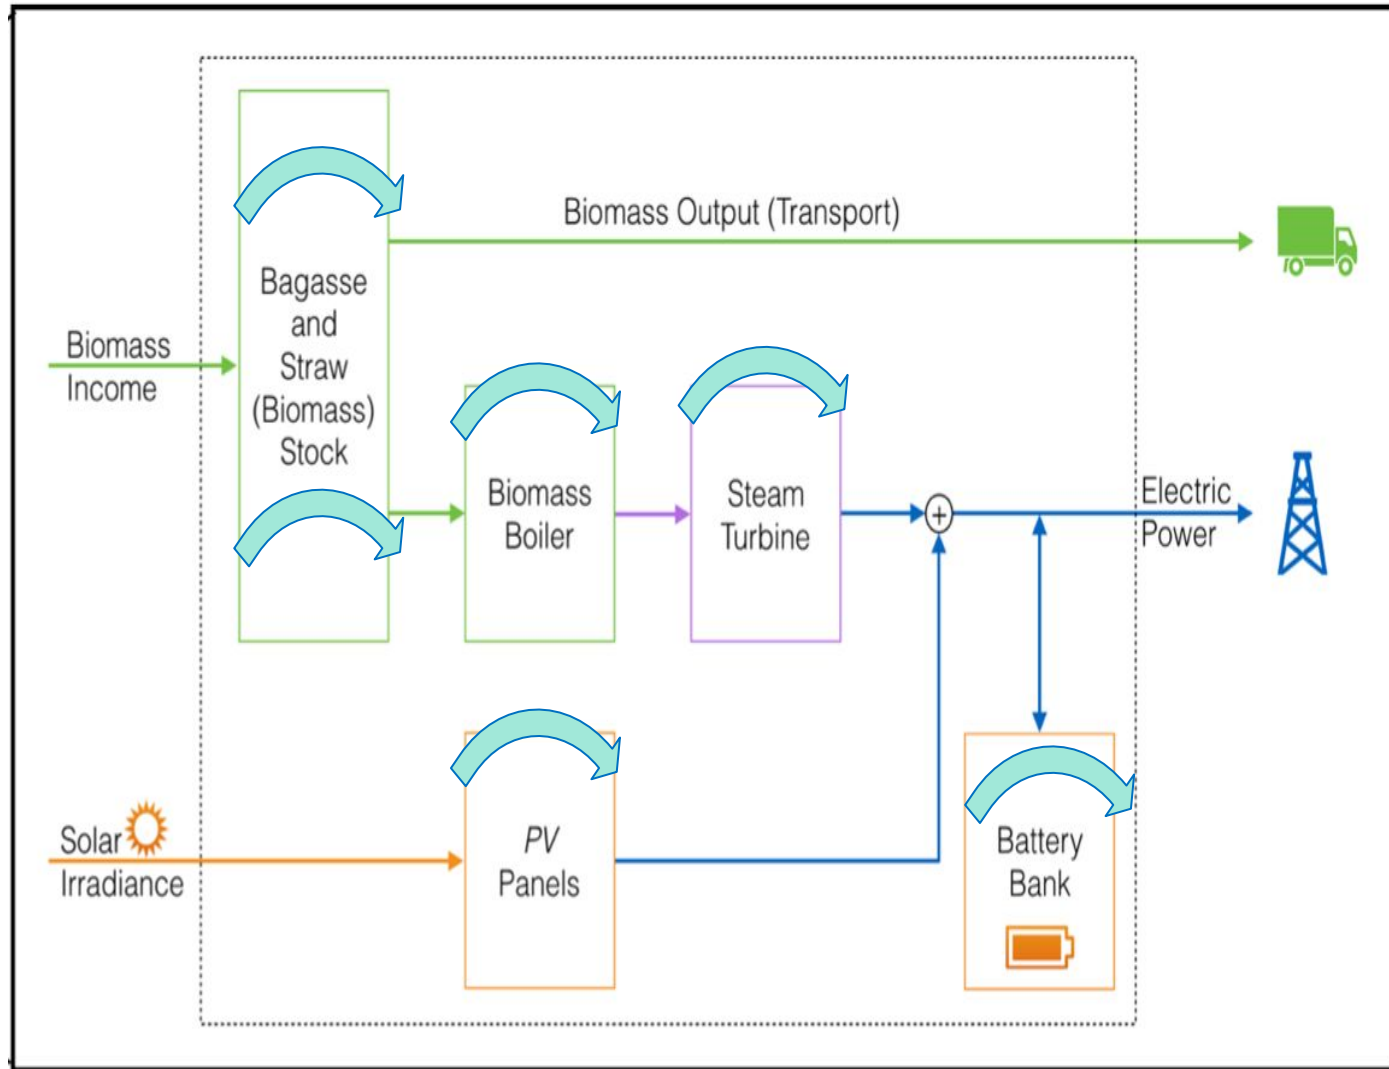 Biomass Output (Transport)
Bagasse
and
Straw
(Biomass)
Stock
Biomass
Income
Biomass
Boiler
Steam
Turbine
+
Electric
Power
Solar
Irradiance
PV
Panels
Battery
Bank